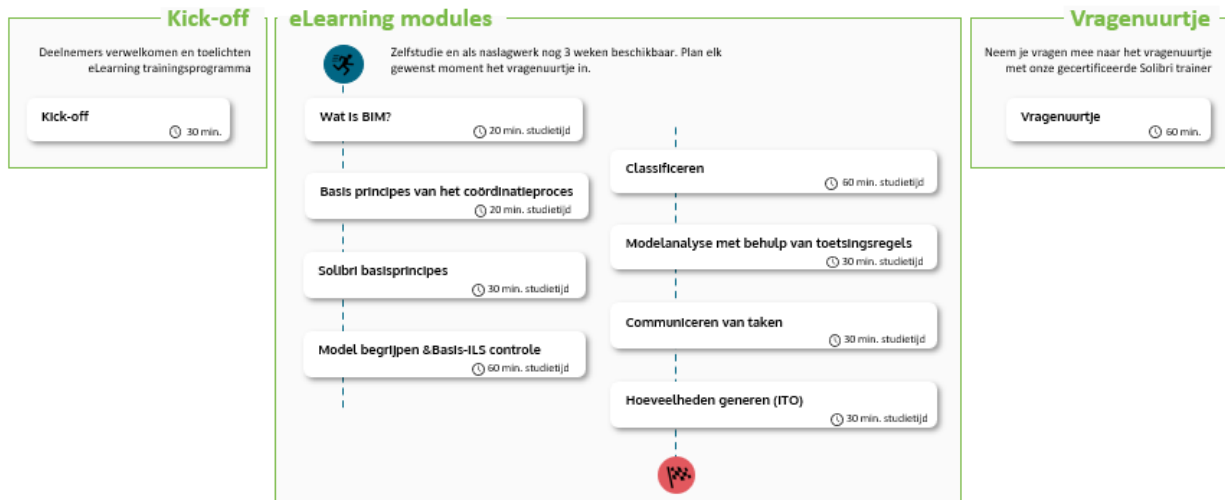 Kick-off
Deelnemers verwelkomen en toelichten
eLearning trainingsprogramma
Kick-off
30 min.
eLearning modules
Zelfstudie en als naslagwerk nog 3 weken beschikbaar. Plan elk
gewenst moment het vragenuurtje in.
Wat is BIM?
20 min. studietijd
Basis principes van het coördinatieproces
20 min. studietijd
Solibri basisprincipes
30 min. studietijd
Model begrijpen &Basis-ILS controle
60 min. studietijd
Classificeren
60 min. studietijd
Modelanalyse met behulp van toetsingsregels
30 min. studietijd
Communiceren van taken
30 min. studietijd
Hoeveelheden generen (ITO)
30 min. studietijd
Vragenuurtje
Neem je vragen mee naar het vragenuurtje
met onze gecertificeerde Solibri trainer
Vragenuurtje
60 min.